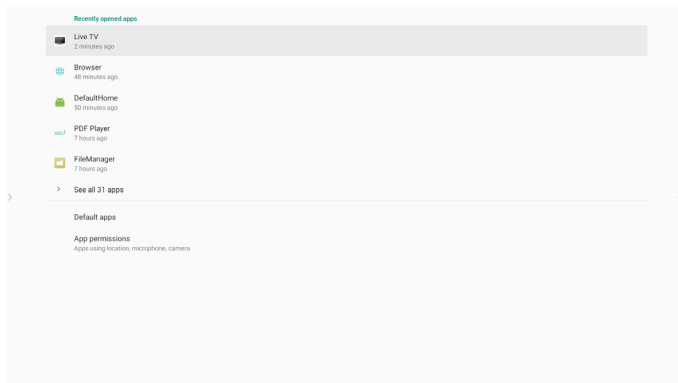 Recently opened apps
Live TV
2 minutes ago
Browser
48 minutes ago
DefaultHome
50 minutes ago
PDF Player
7 hours ago
FileManager
7 hours ago
See all 31 apps
Default apps
App permissions
Apps using location, microphone, camera